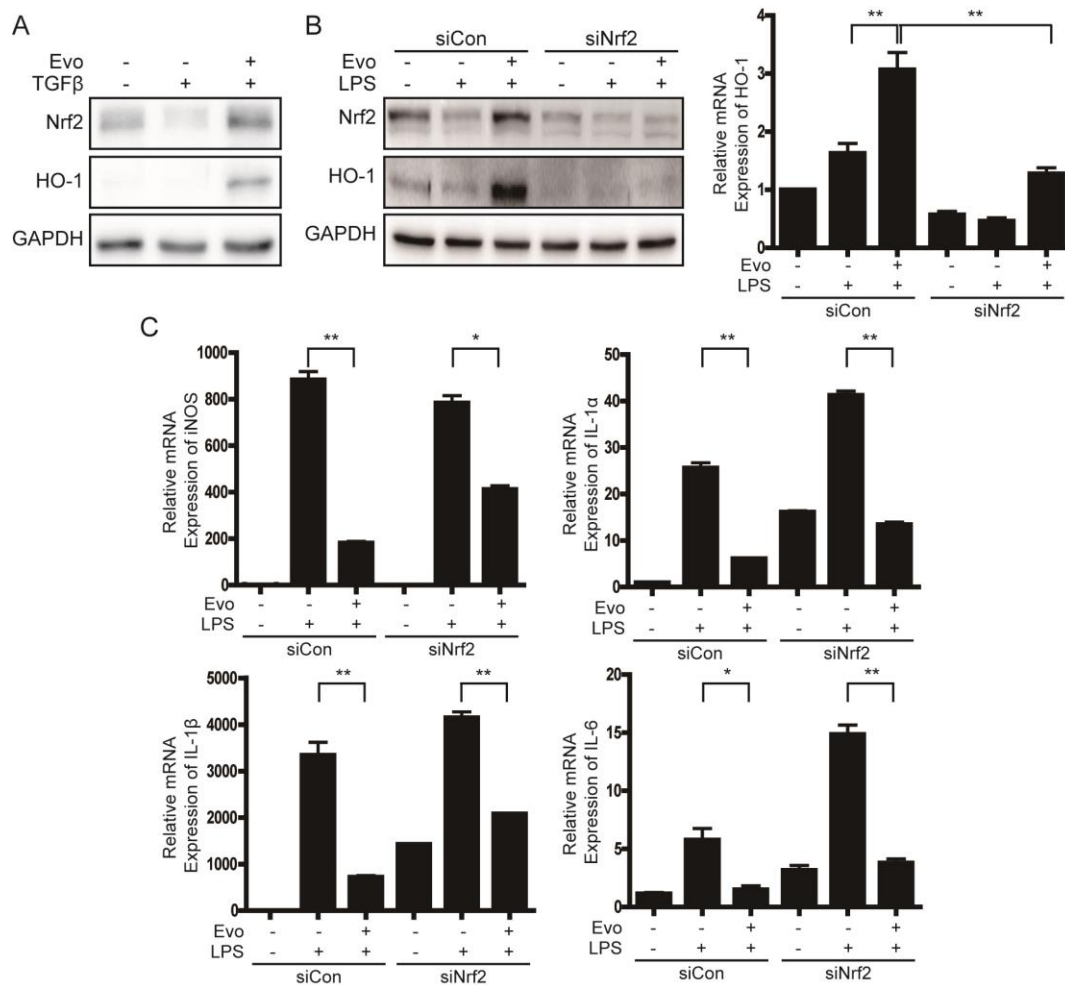 A
Evo - - +
TGFβ - + +
Nrf2
HO-1
GAPDH
B
siCon siNrf2
Evo - - + - - +
LPS - + + - + +
Nrf2
HO-1
GAPDH
Relative mRNA
Expression of HO-1
4
3
2
1
0
** **
Evo - - + - - +
LPS - + + - + +
siCon siNrf2
C
Relative mRNA
Expression of iNOS
1000
800
600
400
200
0
** *
Evo - - + - - +
LPS - + + - + +
siCon siNrf2
Relative mRNA
Expression of IL-1α
50
40
30
20
10
0
** **
Evo - - + - - +
LPS - + + - + +
siCon siNrf2
Relative mRNA
Expression of IL-1β
5000
4000
3000
2000
1000
0
** **
Evo - - + - - +
LPS - + + - + +
siCon siNrf2
Relative mRNA
Expression of IL-6
20
15
10
5
0
* **
Evo - - + - - +
LPS - + + - + +
siCon siNrf2